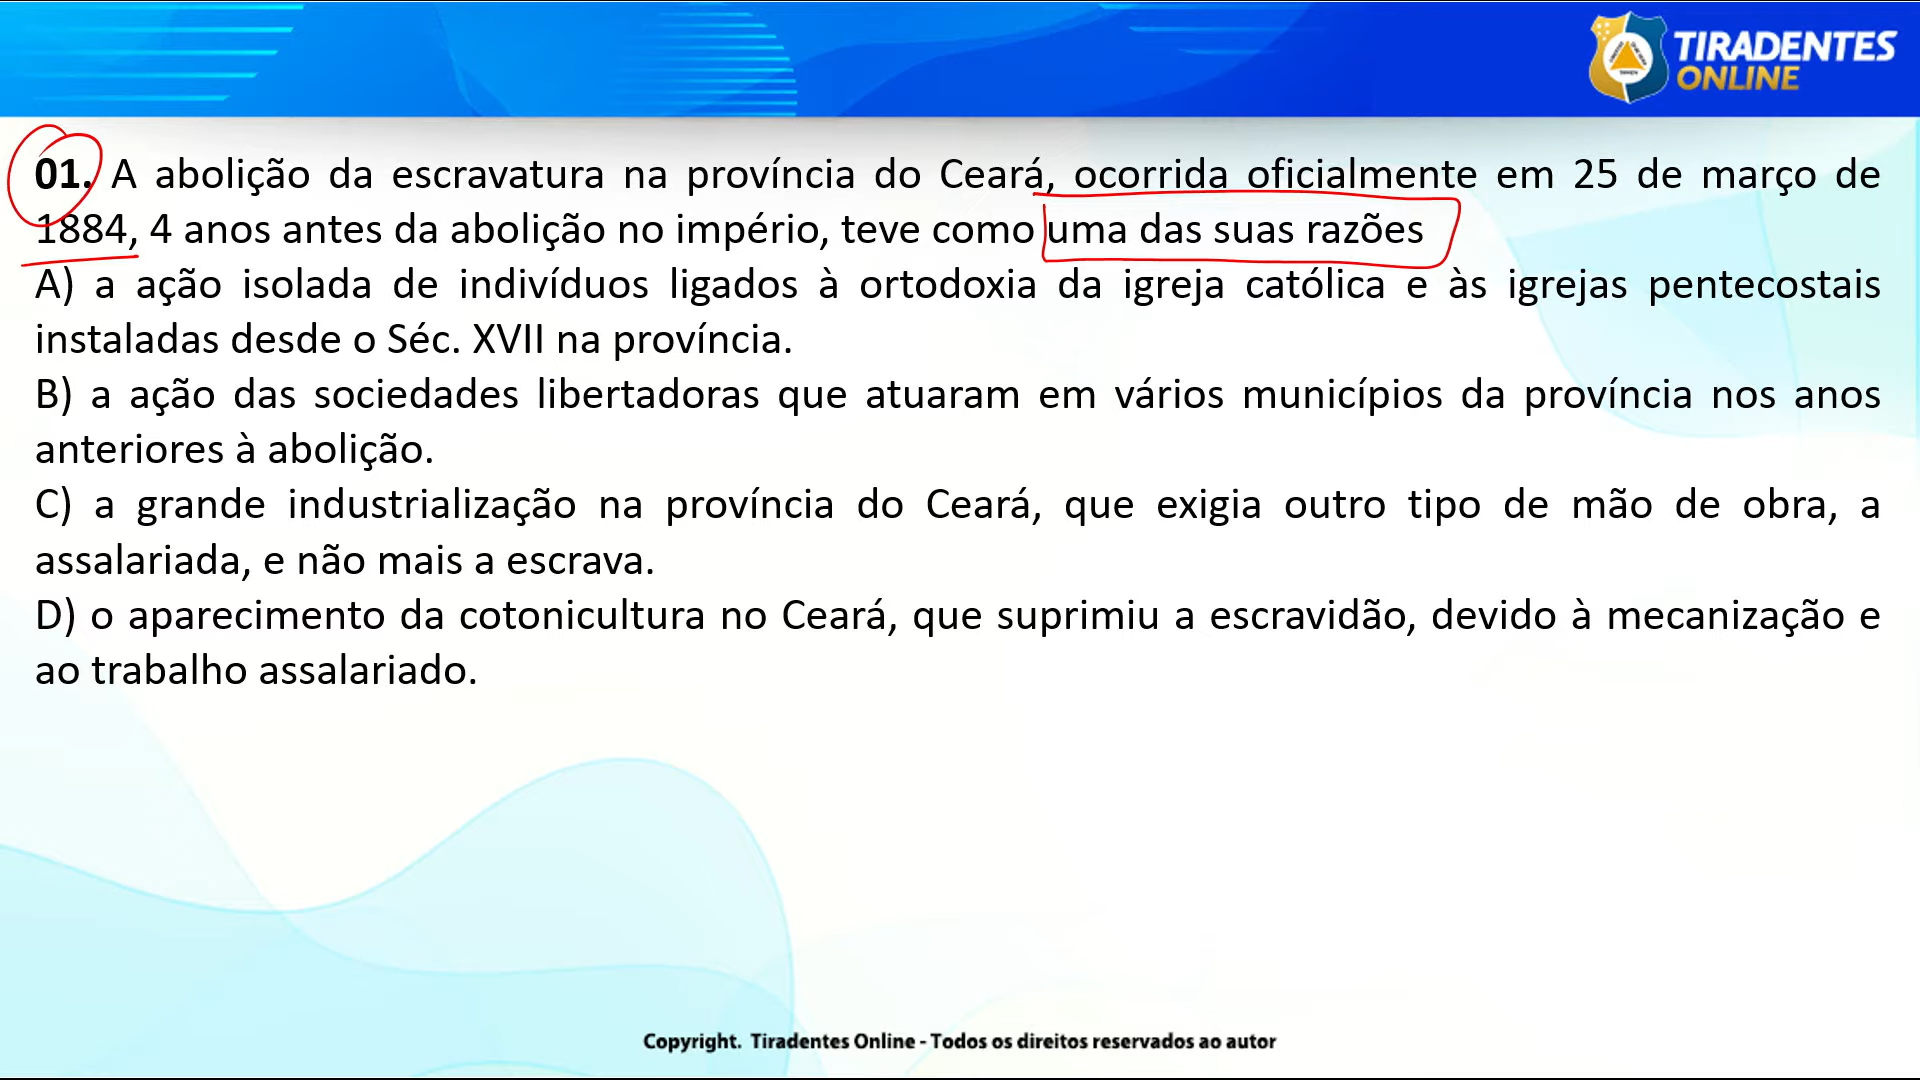 TIRADENTES
ONLINE
01. A abolição da escravatura na província do Ceará, ocorrida oficialmente em 25 de março de
1884, 4 anos antes da abolição no império, teve como uma das suas razões
A) a ação isolada de indivíduos ligados à ortodoxia da igreja católica e às igrejas pentecostais
instaladas desde o Séc. XVII na província.
B) a ação das sociedades libertadoras que atuaram em vários municípios da província nos anos
anteriores à abolição.
C) a grande industrialização na província do Ceará, que exigia outro tipo de mão de obra, a
assalariada, e não mais a escrava.
D) o aparecimento da cotonicultura no Ceará, que suprimiu a escravidão, devido à mecanização e
ao trabalho assalariado.
Copyright. Tiradentes Online - Todos os direitos reservados ao autor